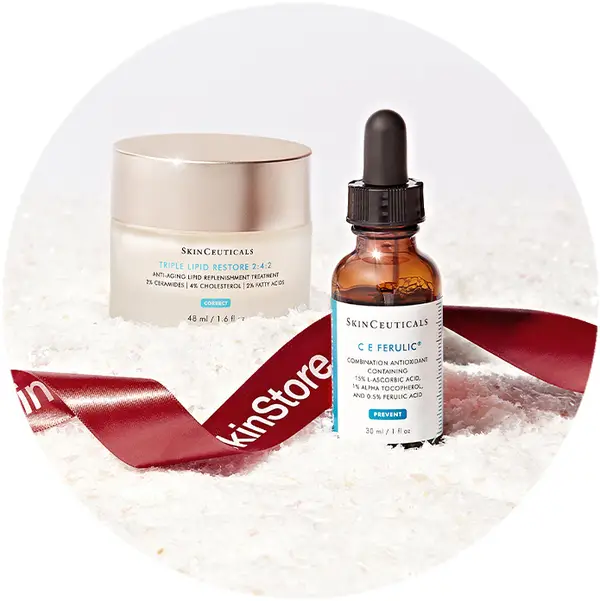 SKINCEUTICALS
TRIPLE LIPID RESTORE 2:4:2
ANTI-AGING LIPID REPLENISHMENT TREATMENT
2% CERAMIDES | 4% CHOLESTEROL | 2% FATTY ACIDS
CORRECT
48 ml / 1.6 fl oz
SKINCEUTICALS
C E FERULIC®
COMBINATION ANTIOXIDANT
CONTAINING
15% L-ASCORBIC ACID,
1% ALPHA TOCOPHEROL,
AND 0.5% FERULIC ACID
PREVENT
30 ml / 1 fl oz
in
kinStore